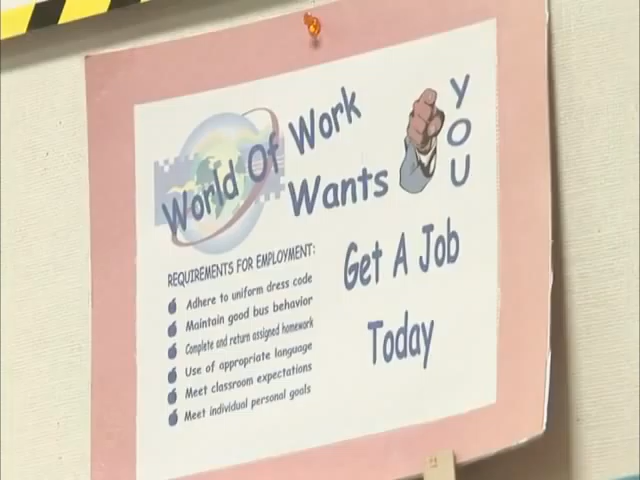 World Of Work
Wants
YOU
REQUIREMENTS FOR EMPLOYMENT:
Adhere to uniform dress code
Maintain good bus behavior
Complete and return assigned homework
Use of appropriate language
Meet classroom expectations
Meet individual personal goals
Get A Job
Today